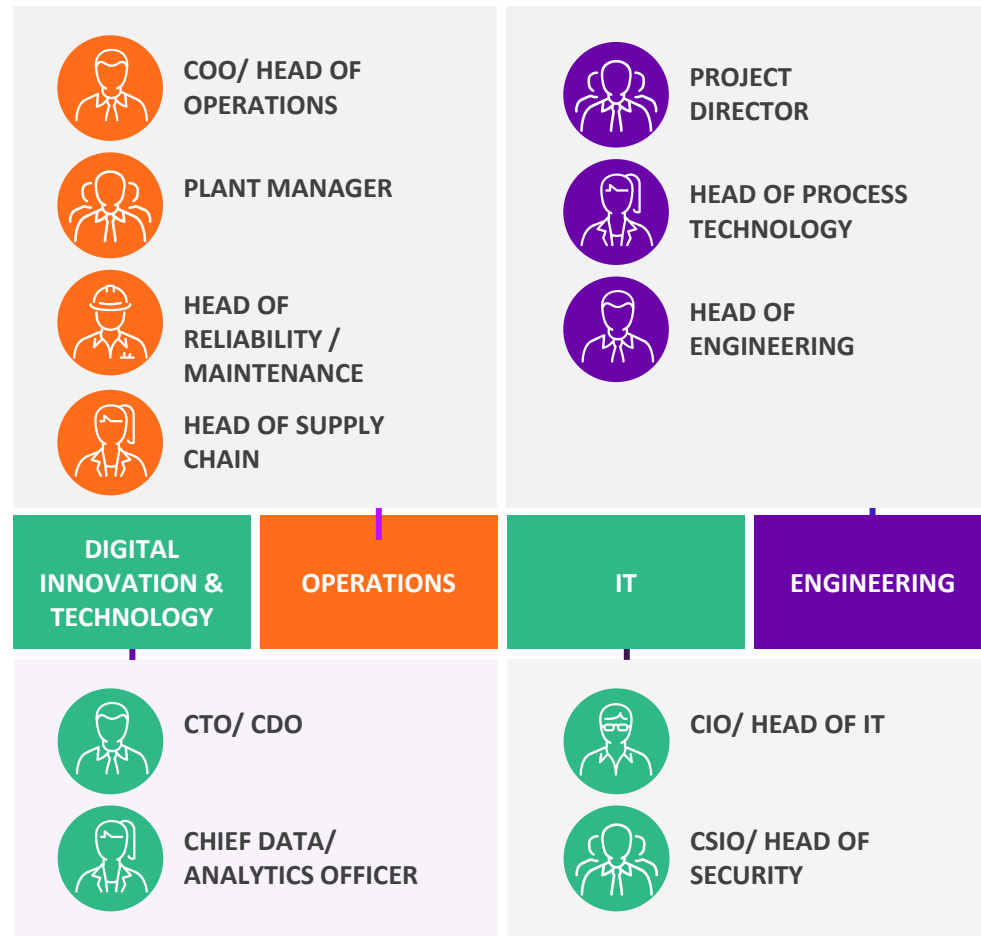 COO/ HEAD OF
OPERATIONS
PLANT MANAGER
HEAD OF
RELIABILITY /
MAINTENANCE
HEAD OF SUPPLY
CHAIN
PROJECT
DIRECTOR
HEAD OF PROCESS
TECHNOLOGY
HEAD OF
ENGINEERING
DIGITAL
INNOVATION &
TECHNOLOGY
OPERATIONS
IT
ENGINEERING
CTO/ CDO
CHIEF DATA/
ANALYTICS OFFICER
CIO/ HEAD OF IT
CSIO/ HEAD OF
SECURITY